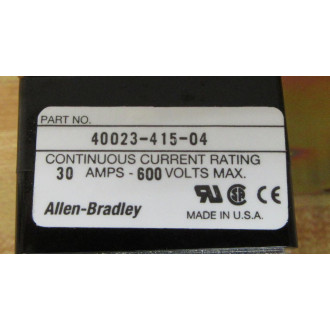 PART NO.
40023-415-04
CONTINUOUS CURRENT RATING
30 AMPS - 600 VOLTS MAX.
Allen-Bradley
MADE IN U.S.A.